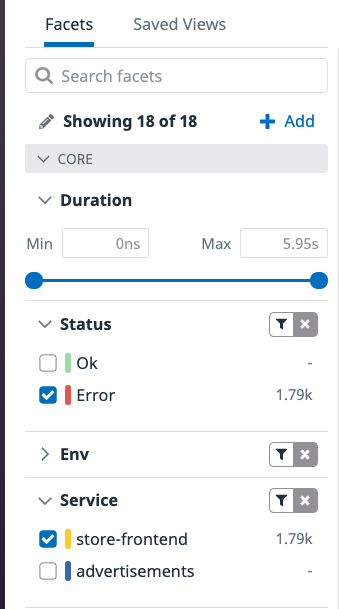 Facets Saved Views
Search facets
Showing 18 of 18 Add
CORE
Duration
Min 0ns Max 5.95s
Status
Ok -
Error 1.79k
Env
Service
store-frontend 1.79k
advertisements -